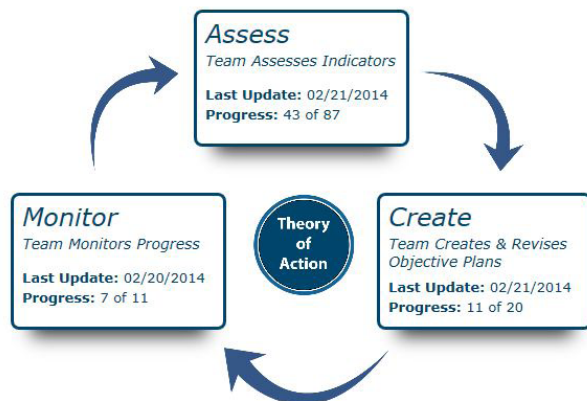 Assess
Team Assesses Indicators
Last Update: 02/21/2014
Progress: 43 of 87
Monitor
Team Monitors Progress
Last Update: 02/20/2014
Progress: 7 of 11
Theory
of
Action
Create
Team Creates & Revises
Objective Plans
Last Update: 02/21/2014
Progress: 11 of 20